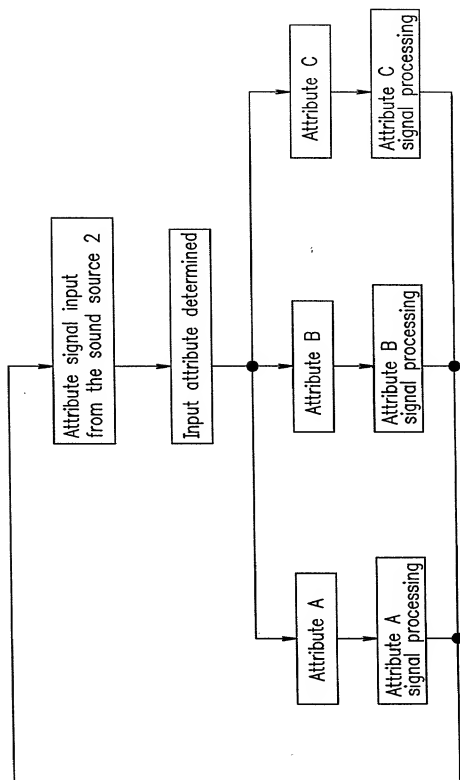 Attribute signal input
from the sound source 2
Input attribute determined
Attribute A
Attribute B
Attribute C
Attribute A
signal processing
Attribute B
signal processing
Attribute C
signal processing